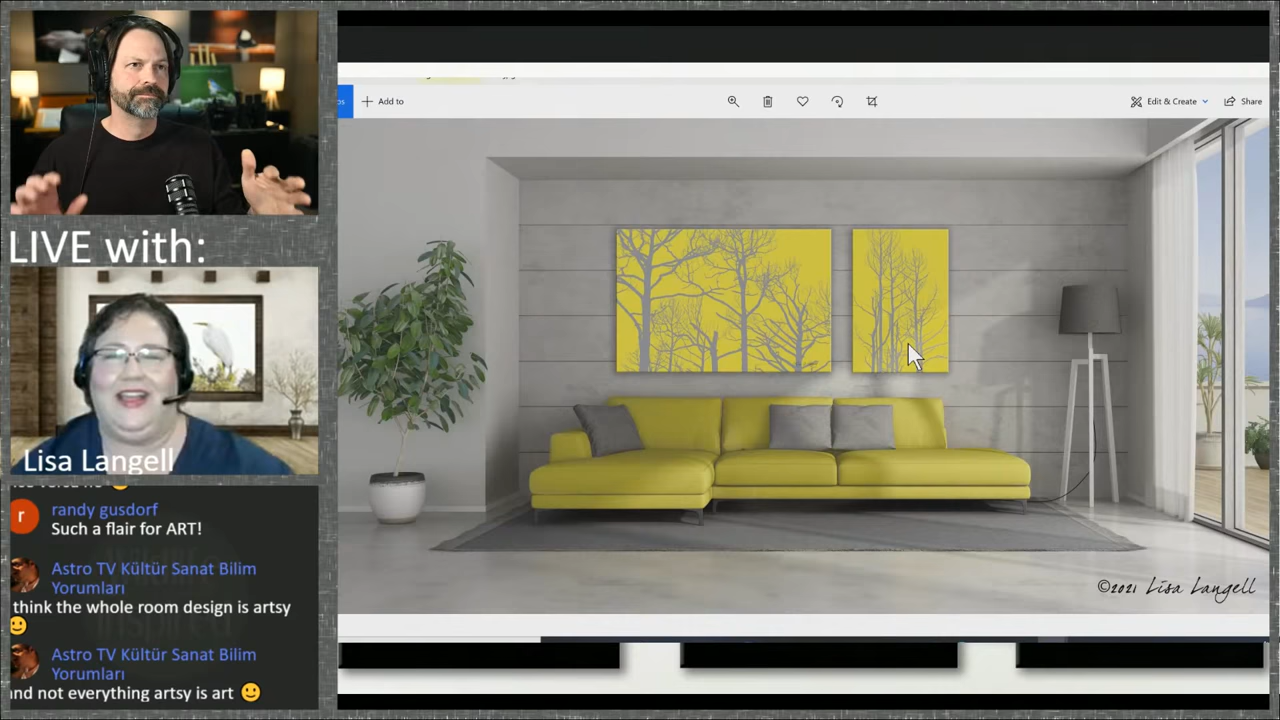 Add to
Edit & Create
Share
LIVE with:
Lisa Langell
r
randy gusdorf
Such a flair for ART!
Astro TV Kültür Sanat Bilim
Yorumları
think the whole room design is artsy
Astro TV Kültür Sanat Bilim
Yorumları
and not everything artsy is art
©2021 Lisa Langell